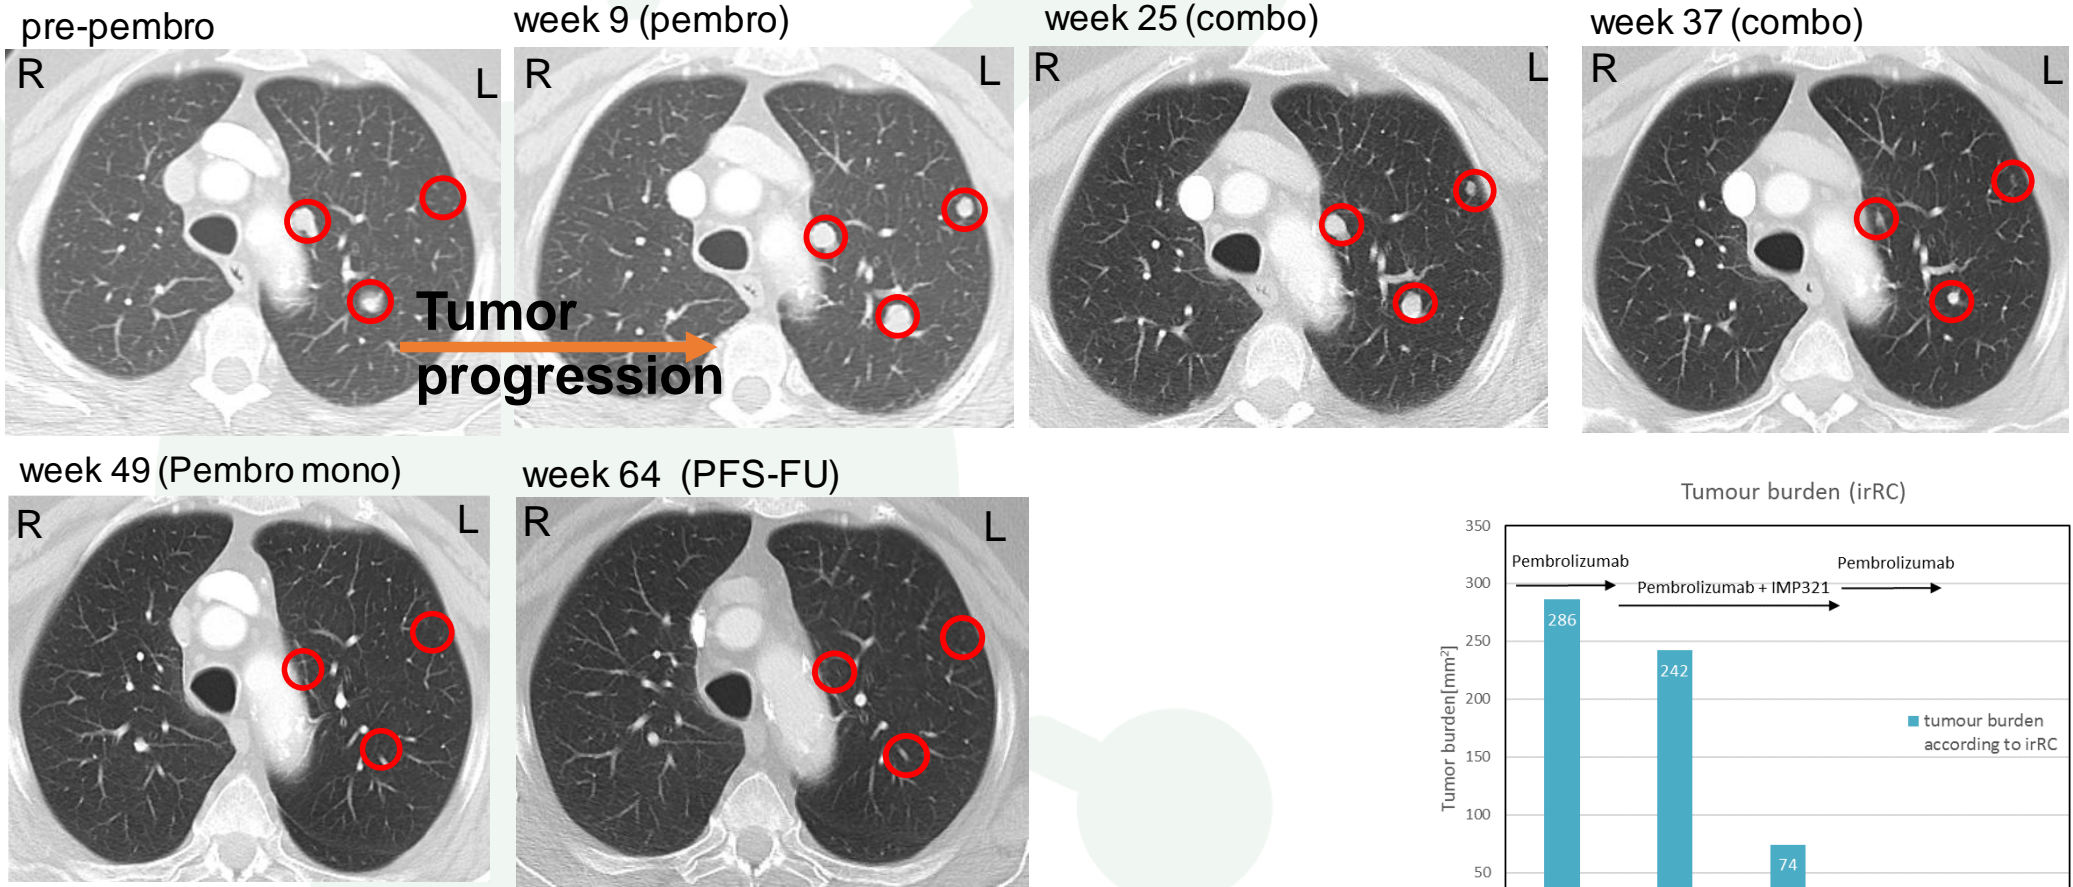 pre-pembro
week 9 (pembro)
week 25 (combo)
week 37 (combo)
R
L
R
L
R
L
R
L
Tumor
progression
week 49 (Pembro mono)
week 64 (PFS-FU)
R
L
R
L
Tumour burden (irRC)
350
300
250
200
150
100
50
Tumor burden[mm²]
Pembrolizumab
Pembrolizumab + IMP321
Pembrolizumab
286
242
74
tumour burden
according to irRC